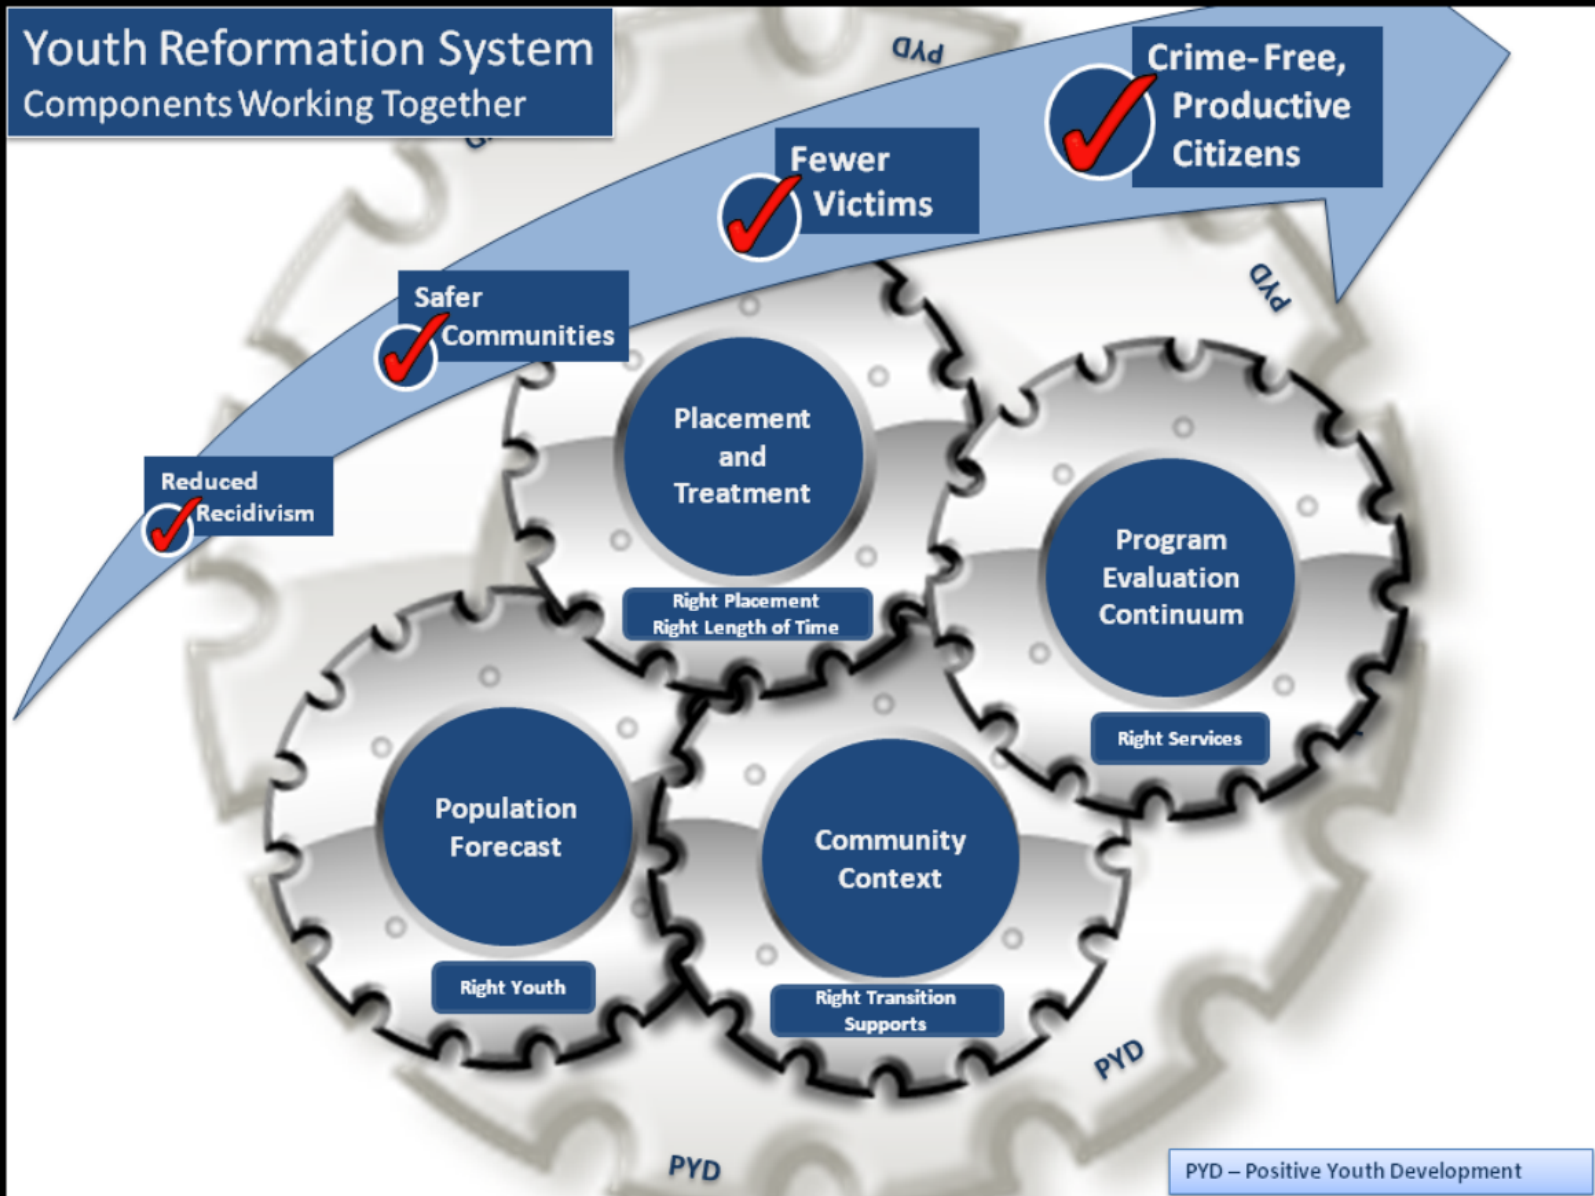 Youth Reformation System
Components Working Together
PYD
Crime-Free,
Productive
Citizens
Fewer
Victims
PYD
Safer
Communities
Reduced
Recidivism
Placement
and
Treatment
Right Placement
Right Length of Time
Program
Evaluation
Continuum
Right Services
Population
Forecast
Right Youth
Community
Context
Right Transition
Supports
PYD
PYD
PYD – Positive Youth Development